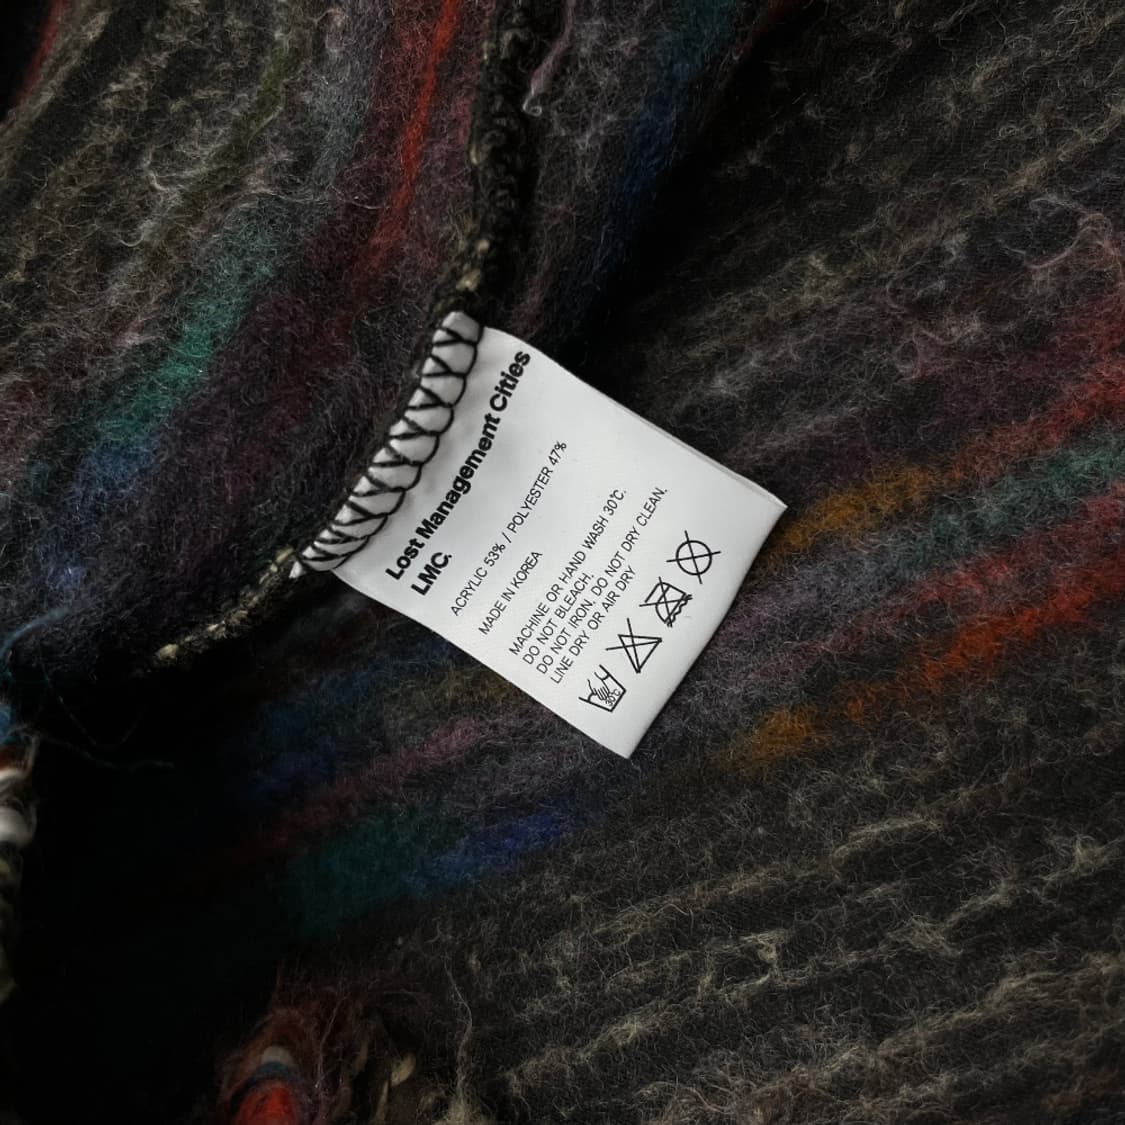 Lost Management Cities
LMC.
ACRYLIC 53% / POLYESTER 47%
MADE IN KOREA
MACHINE OR HAND WASH 30℃.
DO NOT BLEACH,
DO NOT IRON, DO NOT DRY CLEAN.
LINE DRY OR AIR DRY
30℃